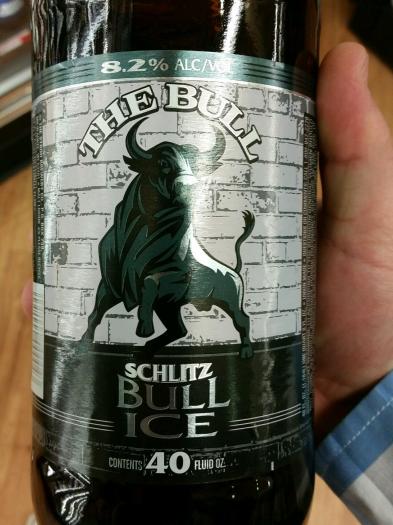 8.2% ALC/VOL
THE BULL
SCHLITZ
BULL
ICE
CONTENTS 40 FLUID OZ.